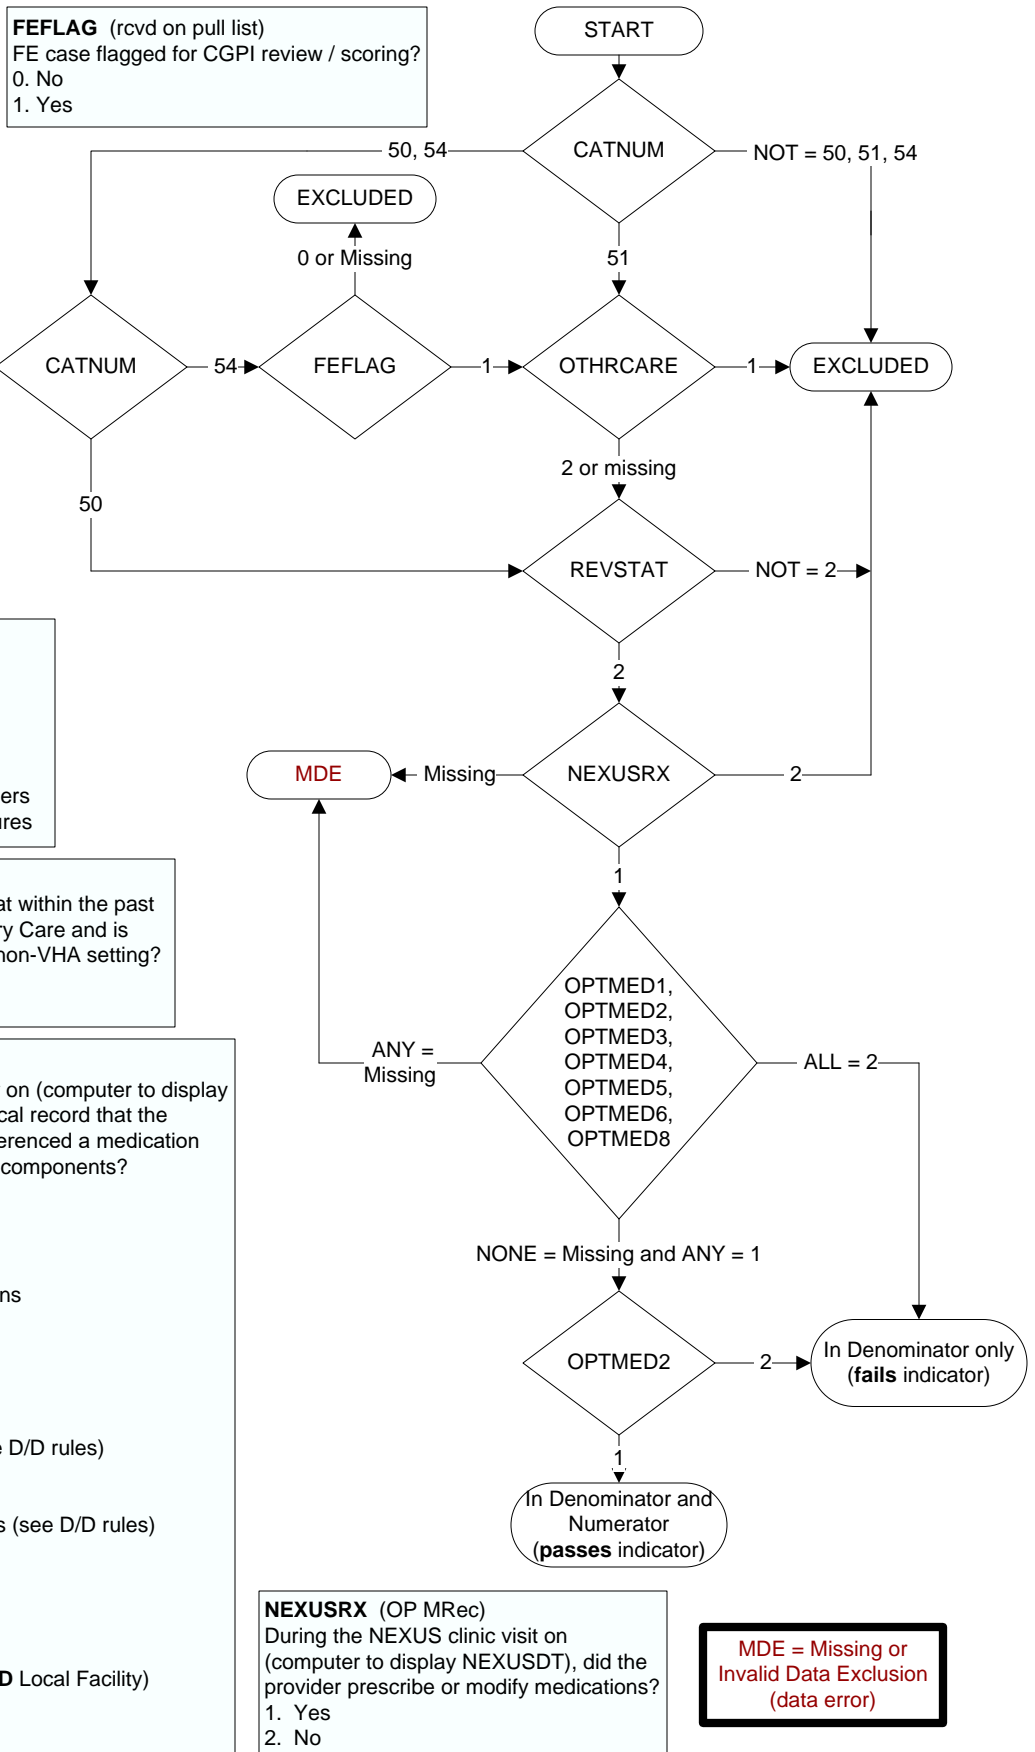 FEFLAG (rcvd on pull list)
FE case flagged for CGPI review / scoring?
0. No
1. Yes
START
50, 54
CATNUM
NOT = 50, 51, 54
EXCLUDED
0 or Missing
51
CATNUM
54
FEFLAG
1
OTHRCARE
1
EXCLUDED
2 or missing
50
REVSTAT
NOT = 2
2
ers
ures
MDE
Missing
NEXUSRX
2
1
at within the past
ry Care and is
non-VHA setting?
OPTMED1,
OPTMED2,
OPTMED3,
OPTMED4,
OPTMED5,
OPTMED6,
OPTMED8
ANY =
Missing
ALL = 2
on (computer to display
cal record that the
erenced a medication
components?
ns
e D/D rules)
s (see D/D rules)
D Local Facility)
NONE = Missing and ANY = 1
OPTMED2
2
In Denominator only
(fails indicator)
1
In Denominator and
Numerator
(passes indicator)
NEXUSRX (OP MRec)
During the NEXUS clinic visit on
(computer to display NEXUSDT), did the
provider prescribe or modify medications?
1. Yes
2. No
MDE = Missing or
Invalid Data Exclusion
(data error)